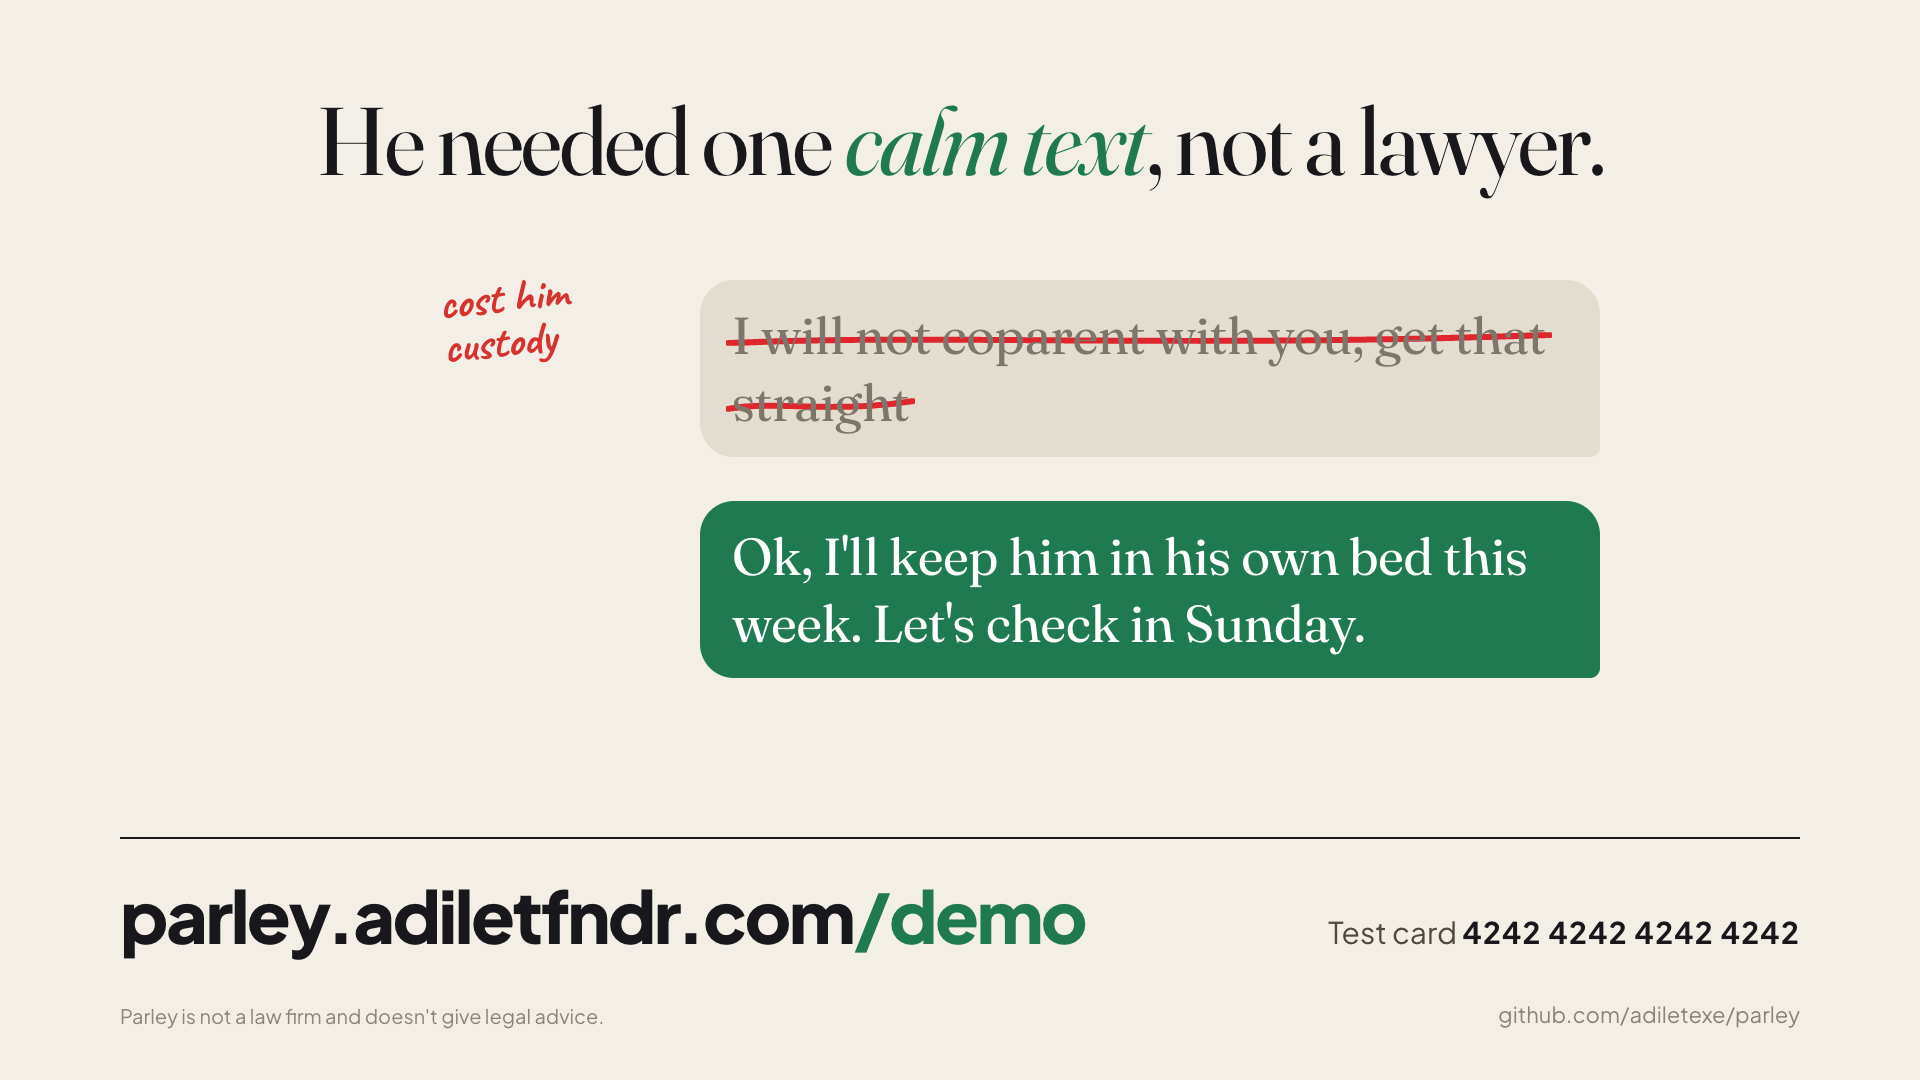 He needed one calm text, not a lawyer.
cost him
custody
I will not coparent with you, get that
straight
Ok, I'll keep him in his own bed this
week. Let's check in Sunday.
parley.adiletfndr.com/demo
Test card 4242 4242 4242 4242
Parley is not a law firm and doesn't give legal advice.
github.com/adiletexe/parley